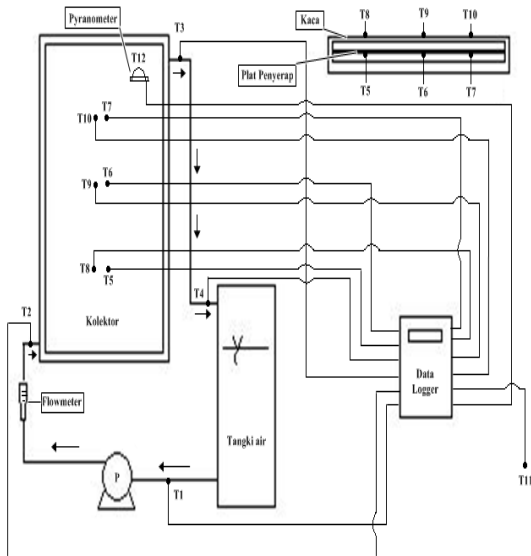 Pyranometer
T12
T3
Kaca
T8
T9
T10
Plat Penyerap
T5
T6
T7
T10
T7
T9
T6
T8
T5
T4
T2
Kolektor
Flowmeter
Data
Logger
Tangki air
P
T1
T11